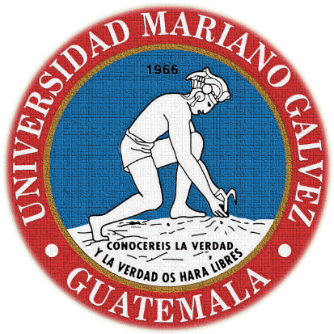 UNIVERSIDAD MARIANO GALVEZ
1966
CONOCEREIS LA VERDAD
Y LA VERDAD OS HARA LIBRES
GUATEMALA